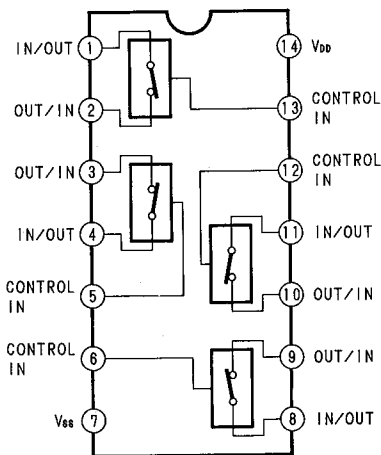 IN/OUT 1
OUT/IN 2
OUT/IN 3
IN/OUT 4
CONTROL
IN 5
CONTROL
IN 6
Vss 7
14 VDD
13 CONTROL
IN
12 CONTROL
IN
11 IN/OUT
10 OUT/IN
9 OUT/IN
8 IN/OUT